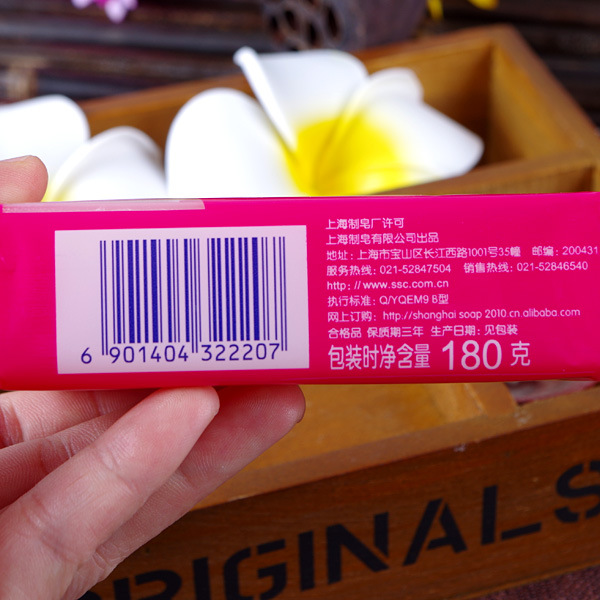 上海制皂厂许可
上海制皂有限公司出品
地址：上海市宝山区长江西路1001号35幢 邮编：200431
服务热线：021-52847504 销售热线：021-52846540
http://www.ssc.com.cn
执行标准：Q/YQEM9 B型
网上订购：http://shanghai soap 2010.cn.alibaba.com
合格品 保质期三年 生产日期：见包装
包装时净含量 180 克
6 901404 322207
ORIGINALS